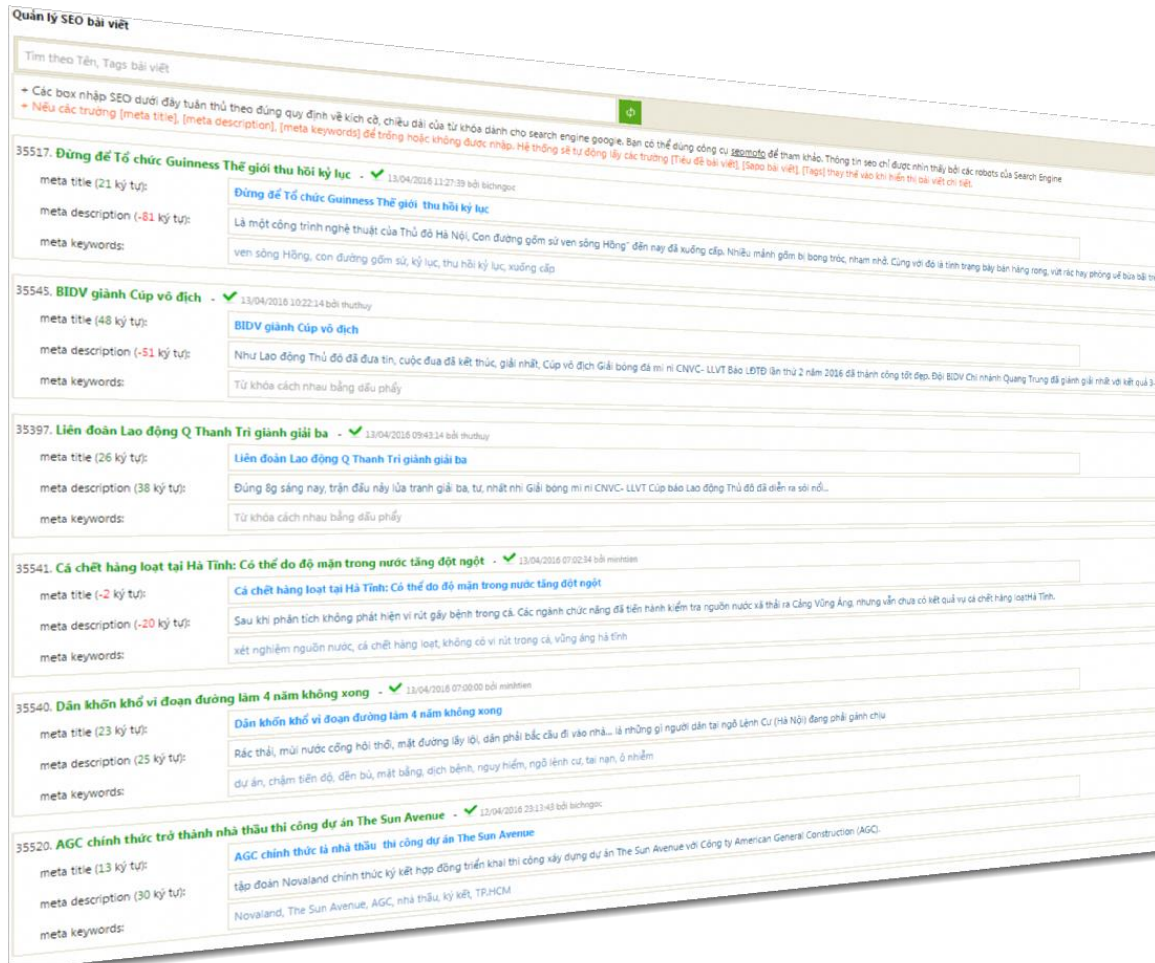 Quản lý SEO bài viết
Tìm theo Tên, Tags bài viết
+ Các box nhập SEO dưới đây tuân thủ theo đúng quy định về kích cỡ, chiều dài của từ khóa dành cho search engine google. Bạn có thể dùng công cụ seomofo để tham khảo. Thông tin seo chỉ được nhìn thấy bởi các robots của Search Engine
+ Nếu các trường [meta title], [meta description], [meta keywords] để trống hoặc không được nhập. Hệ thống sẽ tự động lấy các trường [Tiêu đề bài viết], [Sapo bài viết], [Tags] thay thế vào khi hiển thị bài viết chi tiết.
35517. Đừng để Tổ chức Guinness Thế giới thu hồi kỷ lục - 13/04/2016 11:27:39 bởi bichngoc
meta title (21 ký tự): Đừng để Tổ chức Guinness Thế giới thu hồi kỷ lục
meta description (-81 ký tự): Là một công trình nghệ thuật của Thủ đô Hà Nội, Con đường gốm sứ ven sông Hồng" đến nay đã xuống cấp. Nhiều mảnh gốm bị bong tróc, nham nhở. Cùng với đó là tình trạng bày bán hàng rong, vứt rác hay phóng uế bừa bãi
meta keywords: ven sông Hồng, con đường gốm sứ, kỷ lục, thu hồi kỷ lục, xuống cấp
35545. BIDV giành Cúp vô địch - 13/04/2016 10:22:14 bởi thuthuy
meta title (48 ký tự): BIDV giành Cúp vô địch
meta description (-51 ký tự): Như Lao động Thủ đô đã đưa tin, cuộc đua đã kết thúc, giải nhất, Cúp vô địch Giải bóng đá mi ni CNVC- LLVT Báo LĐTĐ lần thứ 2 năm 2016 đã thành công tốt đẹp. Đội BIDV Chi nhánh Quang Trung đã giành giải nhất với kết quả 3-
meta keywords: Từ khóa cách nhau bằng dấu phẩy
35397. Liên đoàn Lao động Q Thanh Trì giành giải ba - 13/04/2016 09:43:14 bởi thuthuy
meta title (26 ký tự): Liên đoàn Lao động Q Thanh Trì giành giải ba
meta description (38 ký tự): Đúng 8g sáng nay, trận đấu nảy lửa tranh giải ba, tư, nhất nhì Giải bóng mi ni CNVC- LLVT Cúp báo Lao động Thủ đô đã diễn ra sôi nổi...
meta keywords: Từ khóa cách nhau bằng dấu phẩy
35541. Cá chết hàng loạt tại Hà Tĩnh: Có thể do độ mặn trong nước tăng đột ngột - 13/04/2016 07:02:34 bởi minhtien
meta title (-2 ký tự): Cá chết hàng loạt tại Hà Tĩnh: Có thể do độ mặn trong nước tăng đột ngột
meta description (-20 ký tự): Sau khi phân tích không phát hiện vi rút gây bệnh trong cá. Các ngành chức năng đã tiến hành kiểm tra nguồn nước xả thải ra Cảng Vũng Áng, nhưng vẫn chưa có kết quả vụ cá chết hàng loạtHà Tĩnh.
meta keywords: xét nghiệm nguồn nước, cá chết hàng loạt, không có vi rút trong cá, vũng áng hà tĩnh
35540. Dân khốn khổ vì đoạn đường làm 4 năm không xong - 13/04/2016 07:00:00 bởi minhtien
meta title (23 ký tự): Dân khốn khổ vì đoạn đường làm 4 năm không xong
meta description (25 ký tự): Rác thải, mùi nước cống hôi thối, mặt đường lầy lội, dân phải bắc cầu đi vào nhà... là những gì người dân tại ngõ Lệnh Cư (Hà Nội) đang phải gánh chịu
meta keywords: dự án, chậm tiến độ, đền bù, mặt bằng, dịch bệnh, nguy hiểm, ngõ lệnh cư, tai nạn, ô nhiễm
35520. AGC chính thức trở thành nhà thầu thi công dự án The Sun Avenue - 12/04/2016 23:13:43 bởi bichngoc
meta title (13 ký tự): AGC chính thức là nhà thầu thi công dự án The Sun Avenue
meta description (30 ký tự): tập đoàn Novaland chính thức ký kết hợp đồng triển khai thi công xây dựng dự án The Sun Avenue với Công ty American General Construction (AGC).
meta keywords: Novaland, The Sun Avenue, AGC, nhà thầu, ký kết, TP.HCM